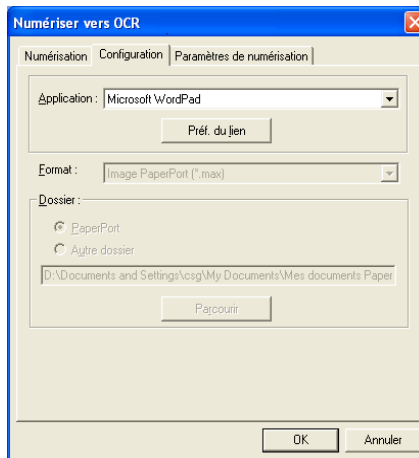 Numériser vers OCR
Numérisation Configuration Paramètres de numérisation
Application : Microsoft WordPad
Préf. du lien
Format : Image PaperPort (*.max)
Dossier :
PaperPort
Autre dossier
D:\Documents and Settings\csg\My Documents\Mes documents Paper
Parcourir
OK Annuler